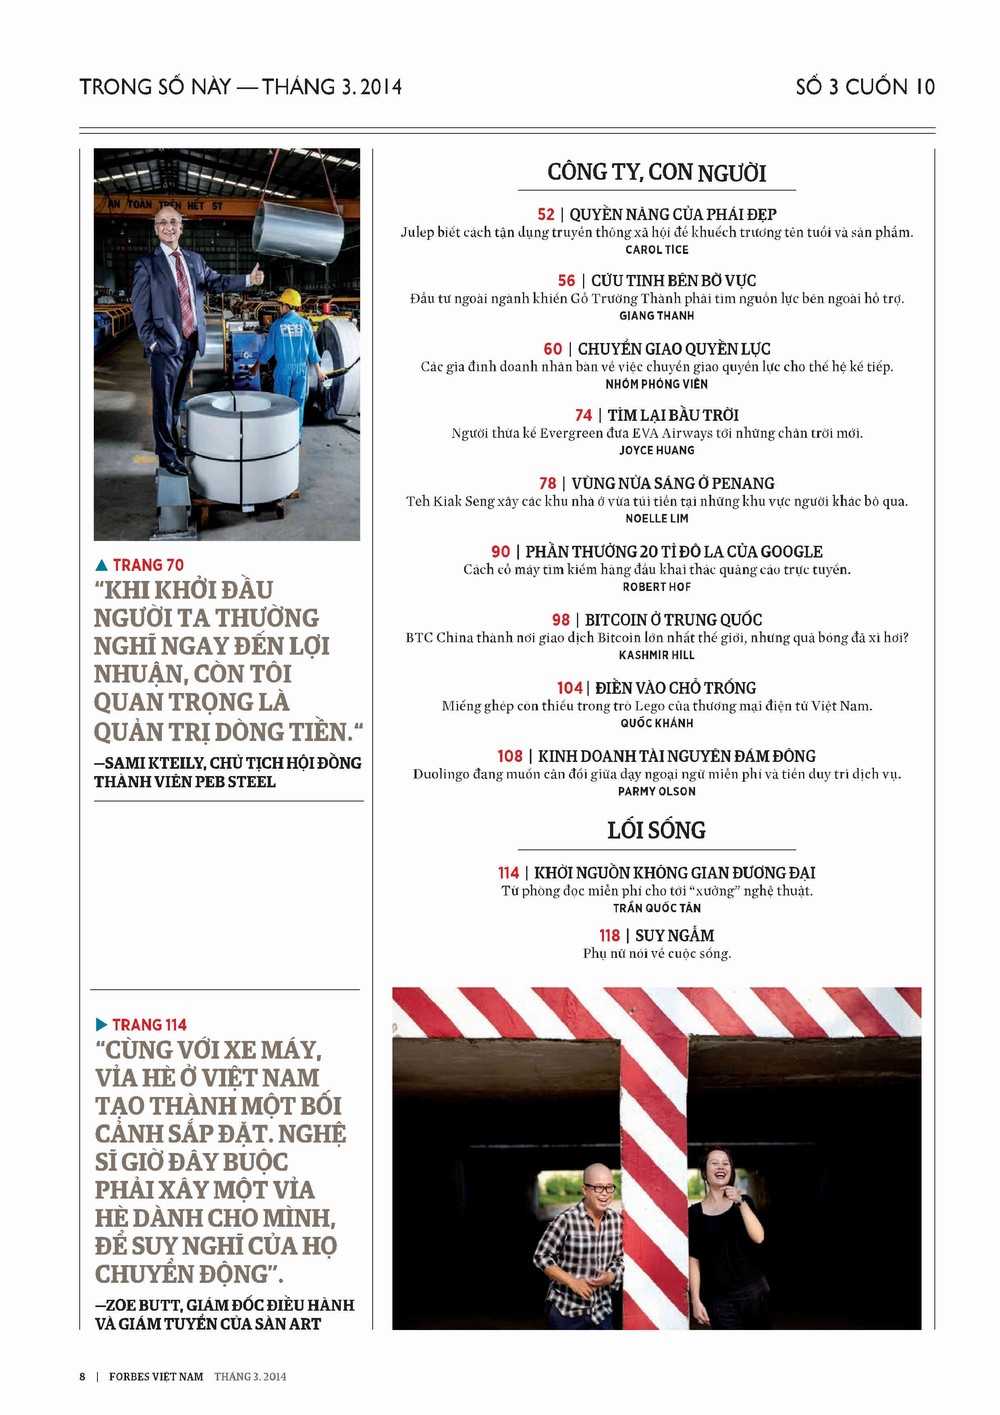 TRONG SỐ NÀY — THÁNG 3. 2014
SỐ 3 CUỐN 10
AN TOÀN TRÊN HẾT ST
PEB
▲ TRANG 70
“KHI KHỞI ĐẦU
NGƯỜI TA THƯỜNG
NGHĨ NGAY ĐẾN LỢI
NHUẬN, CÒN TÔI
QUAN TRỌNG LÀ
QUẢN TRỊ DÒNG TIỀN.“
—SAMI KTEILY, CHỦ TỊCH HỘI ĐỒNG
THÀNH VIÊN PEB STEEL
▶ TRANG 114
“CÙNG VỚI XE MÁY,
VỈA HÈ Ở VIỆT NAM
TẠO THÀNH MỘT BỐI
CẢNH SẮP ĐẶT. NGHỆ
SĨ GIỜ ĐÂY BUỘC
PHẢI XÂY MỘT VỈA
HÈ DÀNH CHO MÌNH,
ĐỂ SUY NGHĨ CỦA HỌ
CHUYỂN ĐỘNG”.
—ZOE BUTT, GIÁM ĐỐC ĐIỀU HÀNH
VÀ GIÁM TUYỂN CỦA SÀN ART
CÔNG TY, CON NGƯỜI
52 | QUYỀN NĂNG CỦA PHÁI ĐẸP
Julep biết cách tận dụng truyền thông xã hội để khuếch trương tên tuổi và sản phẩm.
CAROL TICE
56 | CỨU TINH BÊN BỜ VỰC
Đầu tư ngoài ngành khiến Gỗ Trường Thành phải tìm nguồn lực bên ngoài hỗ trợ.
GIANG THANH
60 | CHUYỂN GIAO QUYỀN LỰC
Các gia đình doanh nhân bàn về việc chuyển giao quyền lực cho thế hệ kế tiếp.
NHÓM PHÓNG VIÊN
74 | TÌM LẠI BẦU TRỜI
Người thừa kế Evergreen đưa EVA Airways tới những chân trời mới.
JOYCE HUANG
78 | VÙNG NỬA SÁNG Ở PENANG
Teh Kiak Seng xây các khu nhà ở vừa túi tiền tại những khu vực người khác bỏ qua.
NOELLE LIM
90 | PHẦN THƯỞNG 20 TỈ ĐÔ LA CỦA GOOGLE
Cách cỗ máy tìm kiếm hàng đầu khai thác quảng cáo trực tuyến.
ROBERT HOF
98 | BITCOIN Ở TRUNG QUỐC
BTC China thành nơi giao dịch Bitcoin lớn nhất thế giới, nhưng quả bóng đã xì hơi?
KASHMIR HILL
104 | ĐIỀN VÀO CHỖ TRỐNG
Miếng ghép còn thiếu trong trò Lego của thương mại điện tử Việt Nam.
QUỐC KHÁNH
108 | KINH DOANH TÀI NGUYÊN ĐÁM ĐÔNG
Duolingo đang muốn cân đối giữa dạy ngoại ngữ miễn phí và tiền duy trì dịch vụ.
PARMY OLSON
LỐI SỐNG
114 | KHỞI NGUỒN KHÔNG GIAN ĐƯƠNG ĐẠI
Từ phòng đọc miễn phí cho tới “xưởng” nghệ thuật.
TRẦN QUỐC TÂN
118 | SUY NGẪM
Phụ nữ nói về cuộc sống.
8 | FORBES VIỆT NAM THÁNG 3. 2014